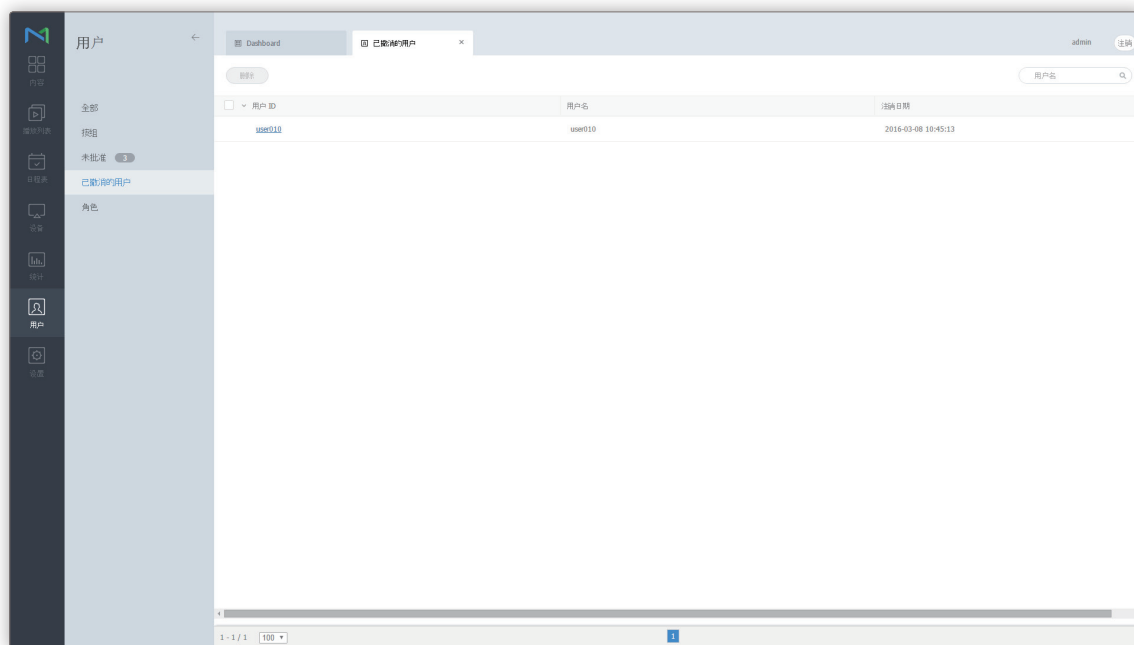 内容
播放列表
日程表
设备
统计
用户
设置
用户
全部
按组
未批准 3
已撤消的用户
角色
Dashboard
已撤消的用户 ×
admin
注销
删除
用户名
用户 ID 用户名 注销日期
user010 user010 2016-03-08 10:45:13
1 - 1 / 1 100 1